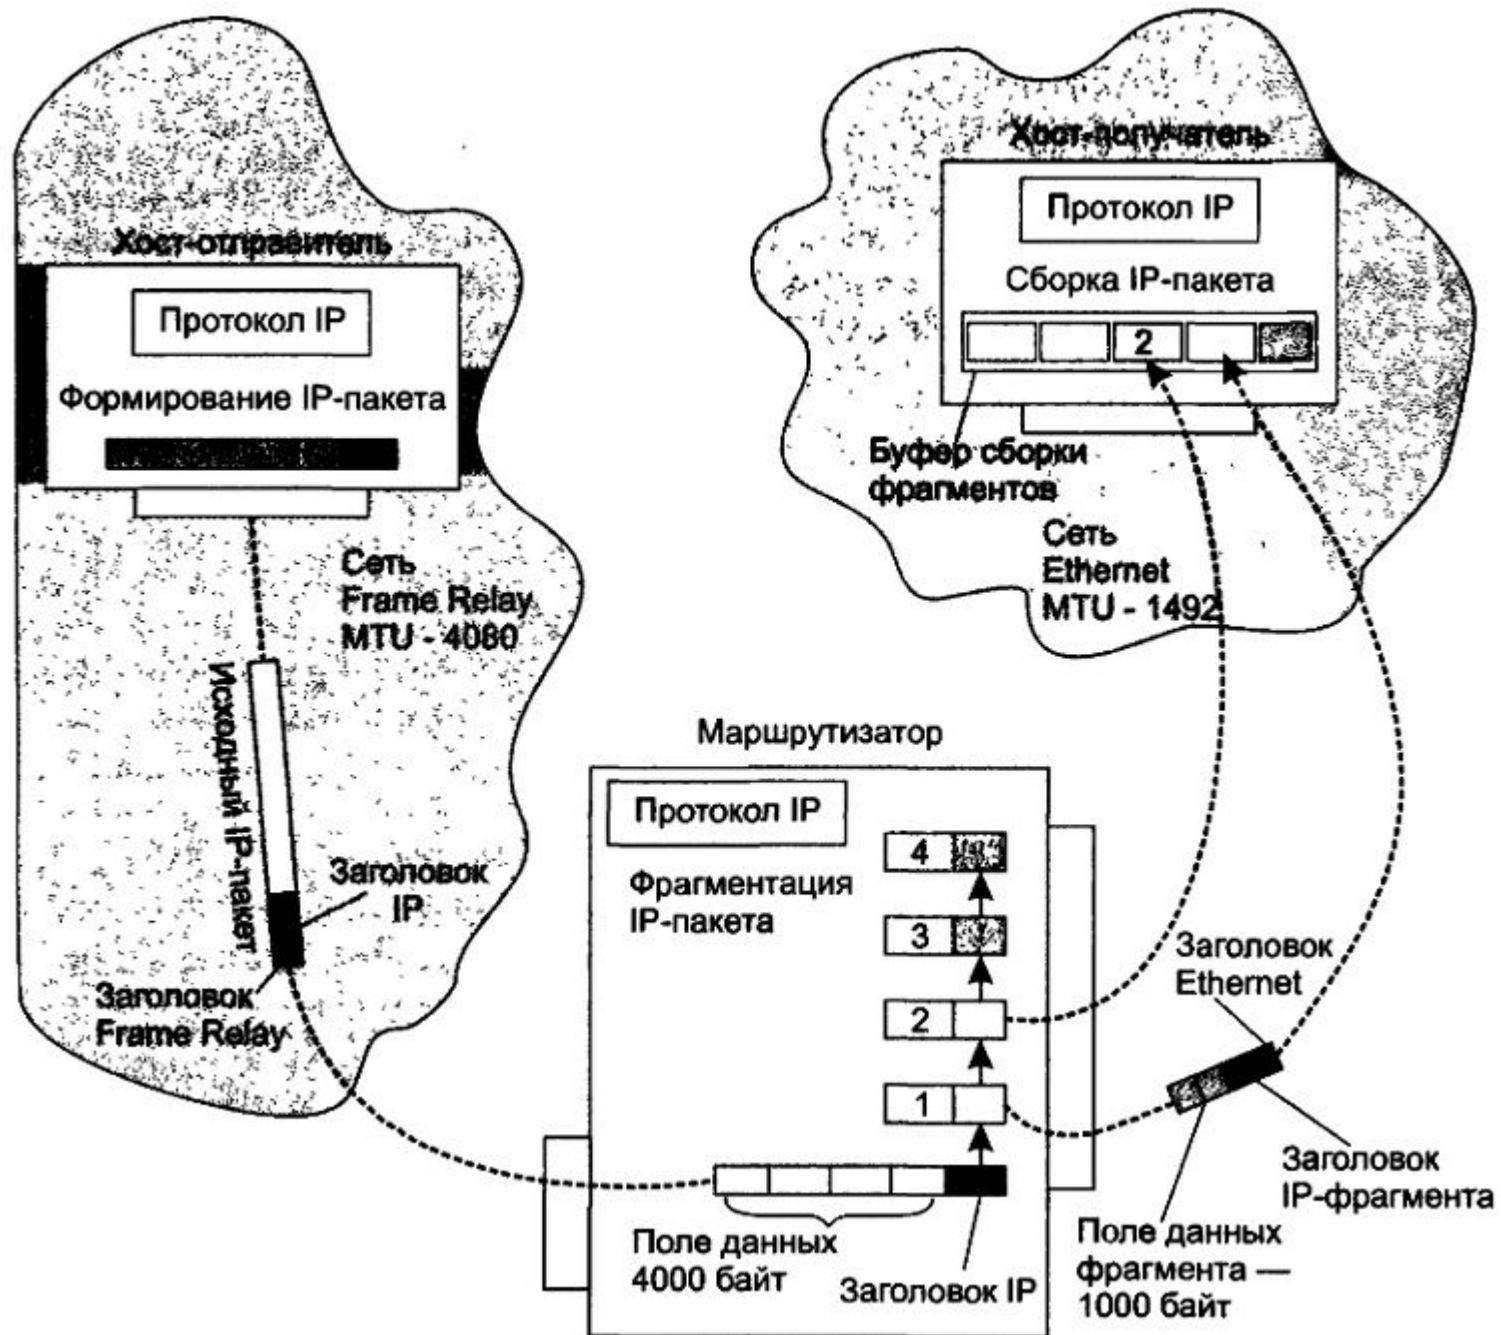 Хост-отправитель
Протокол IP
Формирование IP-пакета
Сеть
Frame Relay
MTU - 4080
Исходный IP-пакет
Заголовок
IP
Заголовок
Frame Relay
Хост-получатель
Протокол IP
Сборка IP-пакета
2
Буфер сборки
фрагментов
Сеть
Ethernet
MTU - 1492
Маршрутизатор
Протокол IP
Фрагментация
IP-пакета
4
3
2
1
Поле данных
4000 байт
Заголовок IP
Заголовок
Ethernet
1
Заголовок
IP-фрагмента
Поле данных
фрагмента —
1000 байт